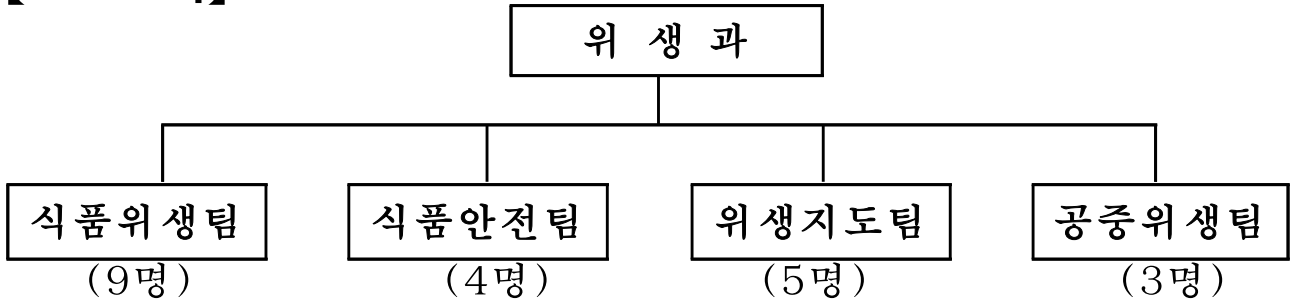 위 생 과
식품위생팀 식품안전팀 위생지도팀 공중위생팀
(9명) (4명) (5명) (3명)